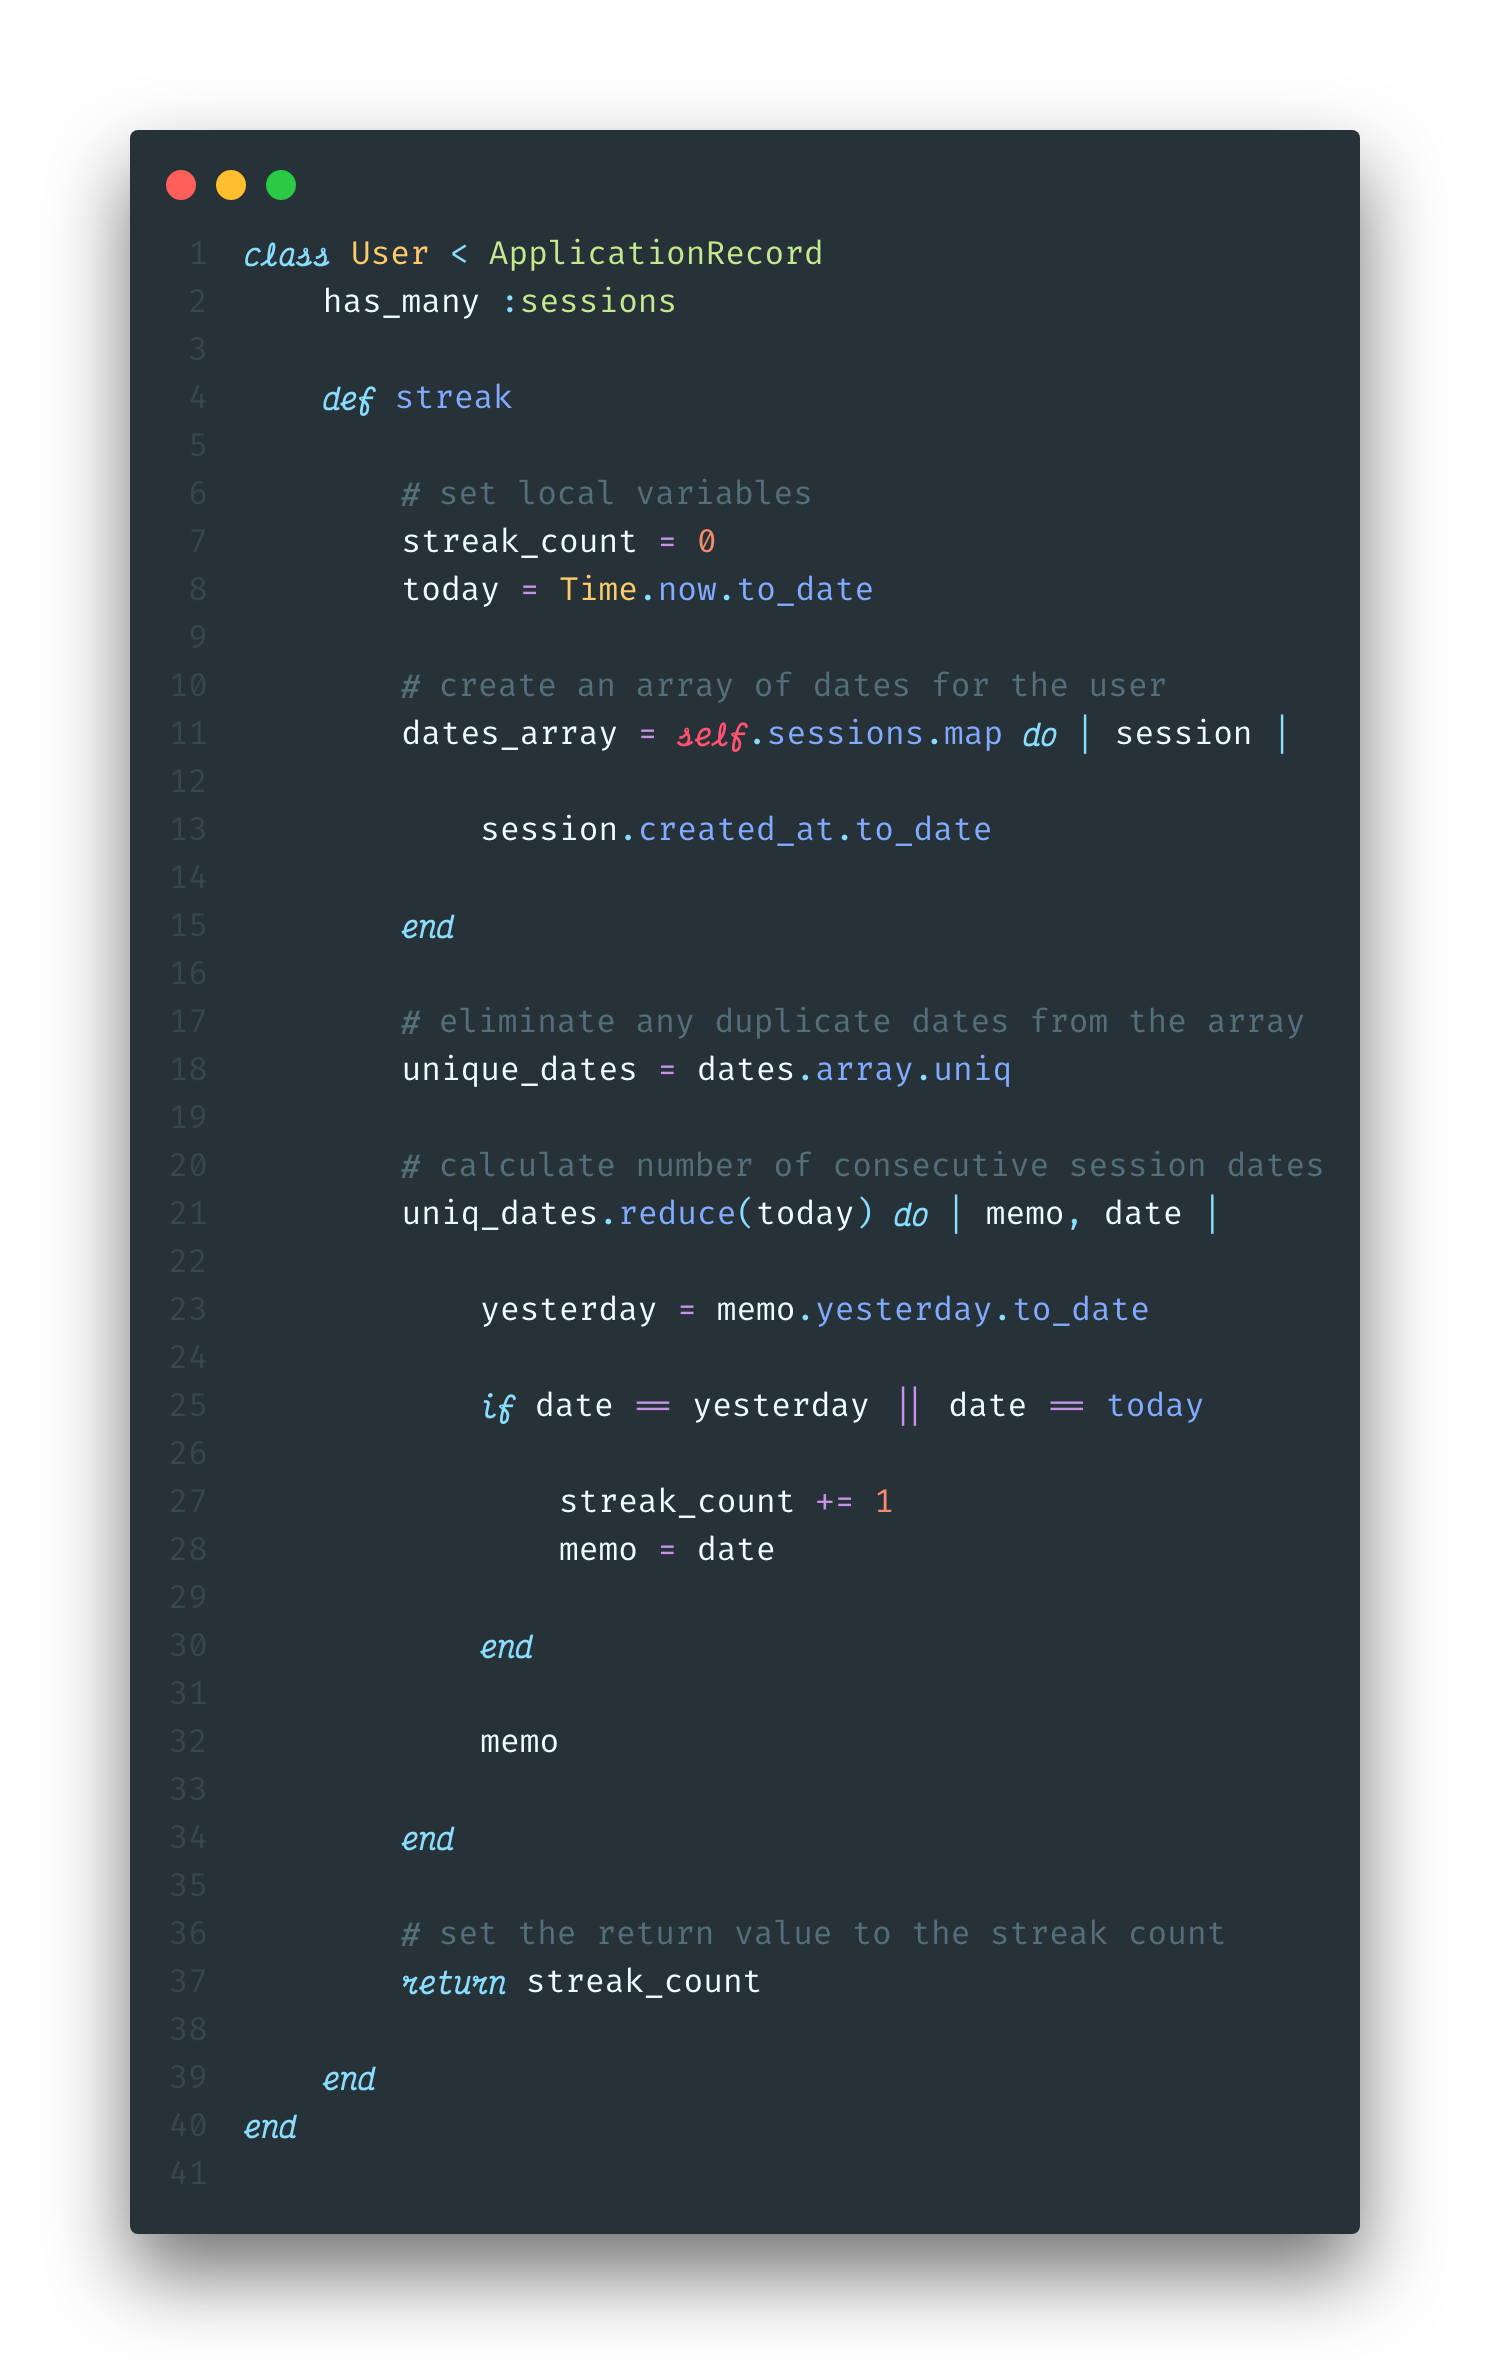 1 class User < ApplicationRecord
2     has_many :sessions
3
4     def streak
5
6         # set local variables
7         streak_count = 0
8         today = Time.now.to_date
9
10         # create an array of dates for the user
11         dates_array = self.sessions.map do | session |
12
13             session.created_at.to_date
14
15         end
16
17         # eliminate any duplicate dates from the array
18         unique_dates = dates.array.uniq
19
20         # calculate number of consecutive session dates
21         uniq_dates.reduce(today) do | memo, date |
22
23             yesterday = memo.yesterday.to_date
24
25             if date == yesterday || date == today
26
27                 streak_count += 1
28                 memo = date
29
30             end
31
32             memo
33
34         end
35
36         # set the return value to the streak count
37         return streak_count
38
39     end
40 end
41